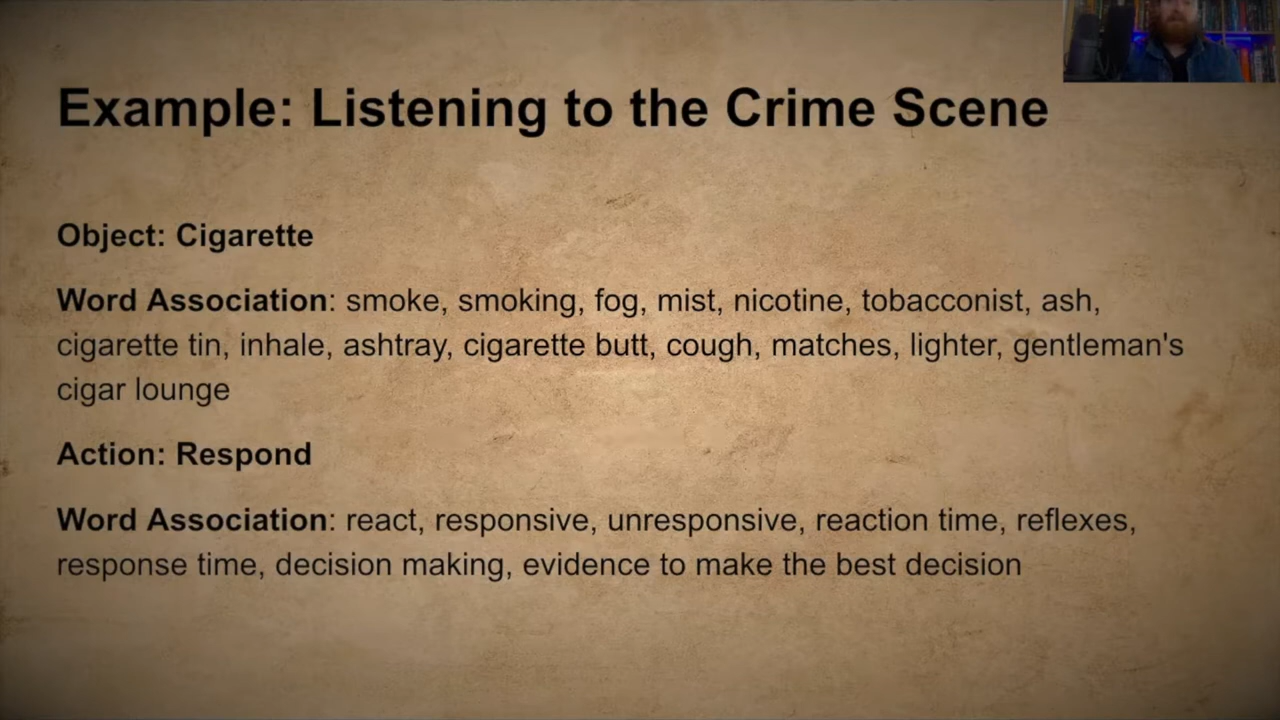 Example: Listening to the Crime Scene
Object: Cigarette
Word Association: smoke, smoking, fog, mist, nicotine, tobacconist, ash,
cigarette tin, inhale, ashtray, cigarette butt, cough, matches, lighter, gentleman's
cigar lounge
Action: Respond
Word Association: react, responsive, unresponsive, reaction time, reflexes,
response time, decision making, evidence to make the best decision